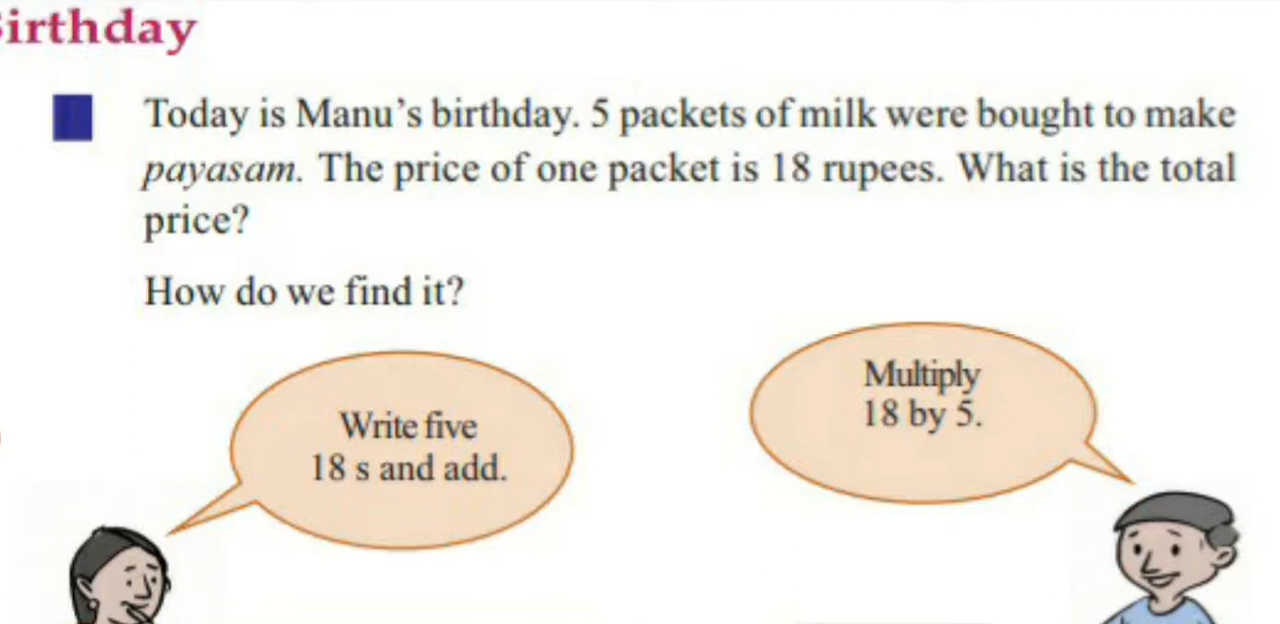 irthday
Today is Manu's birthday. 5 packets of milk were bought to make
payasam. The price of one packet is 18 rupees. What is the total
price?
How do we find it?
Write five
18 s and add.
Multiply
18 by 5.